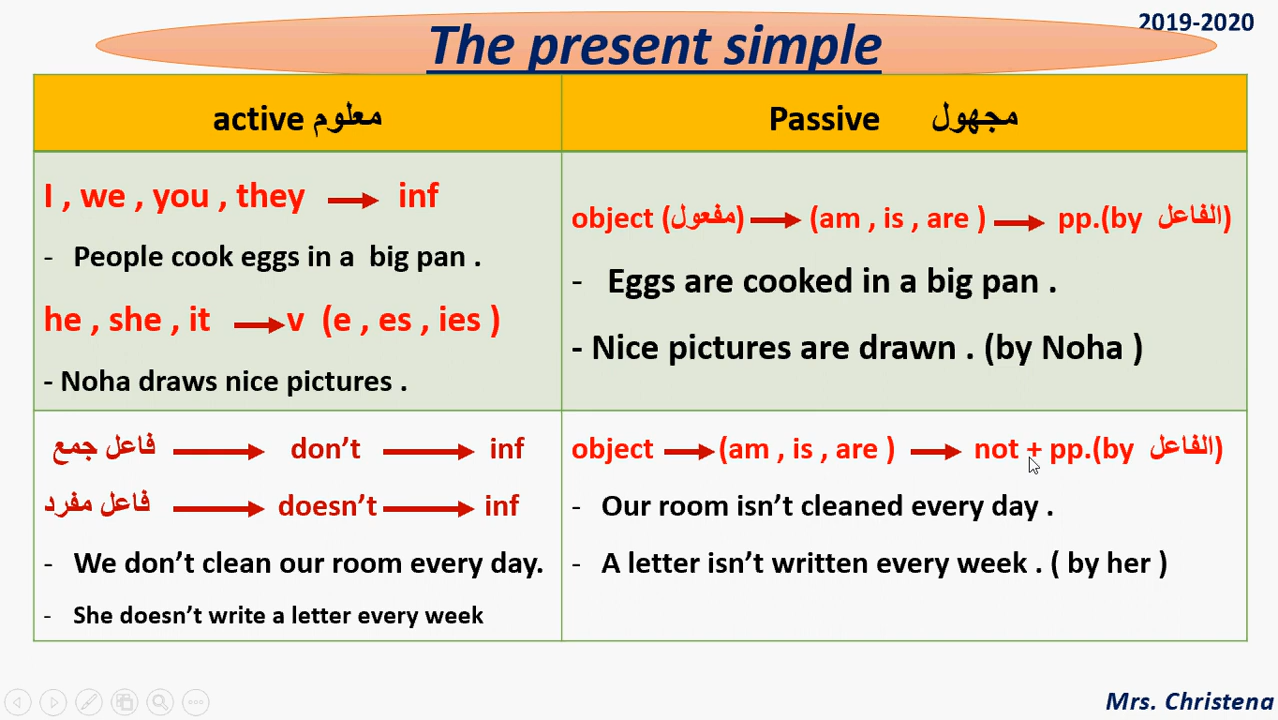 2019-2020
The present simple
active معلوم
Passive مجهول
I , we , you , they inf
- People cook eggs in a big pan .
he , she , it v (e , es , ies )
- Noha draws nice pictures .
object (مفعول) (am , is , are ) pp.(by الفاعل)
- Eggs are cooked in a big pan .
- Nice pictures are drawn . (by Noha )
فاعل جمع don’t inf
فاعل مفرد doesn’t inf
- We don’t clean our room every day.
- She doesn’t write a letter every week
object (am , is , are ) not + pp.(by الفاعل)
- Our room isn’t cleaned every day .
- A letter isn’t written every week . ( by her )
Mrs. Christena